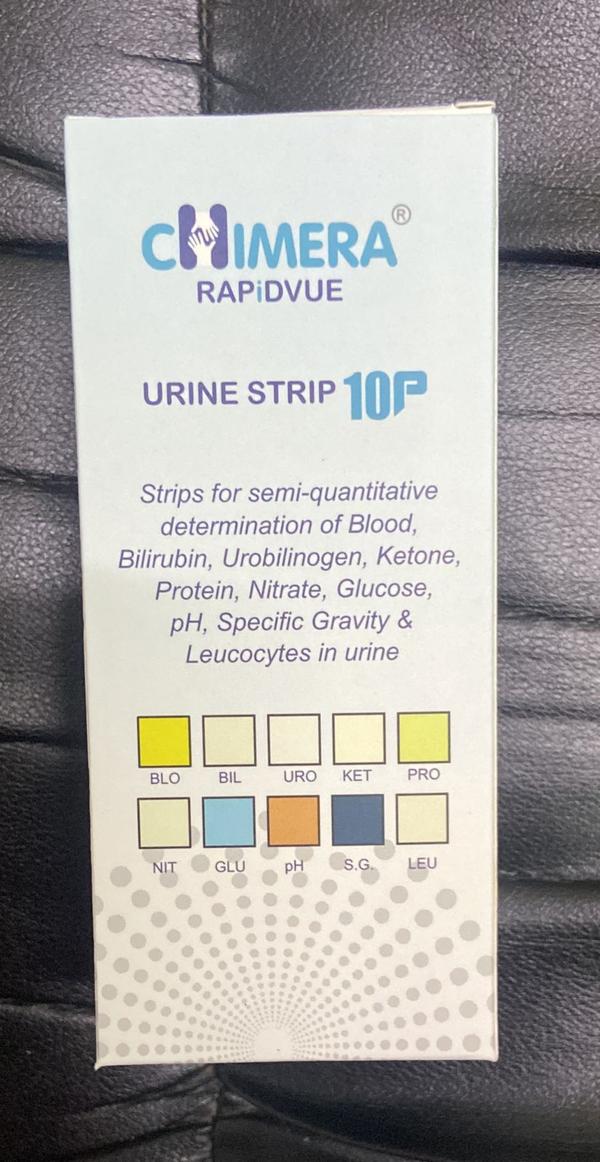 CHIMERA®
RAPiDVUE
URINE STRIP 10P
Strips for semi-quantitative
determination of Blood,
Bilirubin, Urobilinogen, Ketone,
Protein, Nitrate, Glucose,
pH, Specific Gravity &
Leucocytes in urine
BLO BIL URO KET PRO
NIT GLU pH S.G. LEU